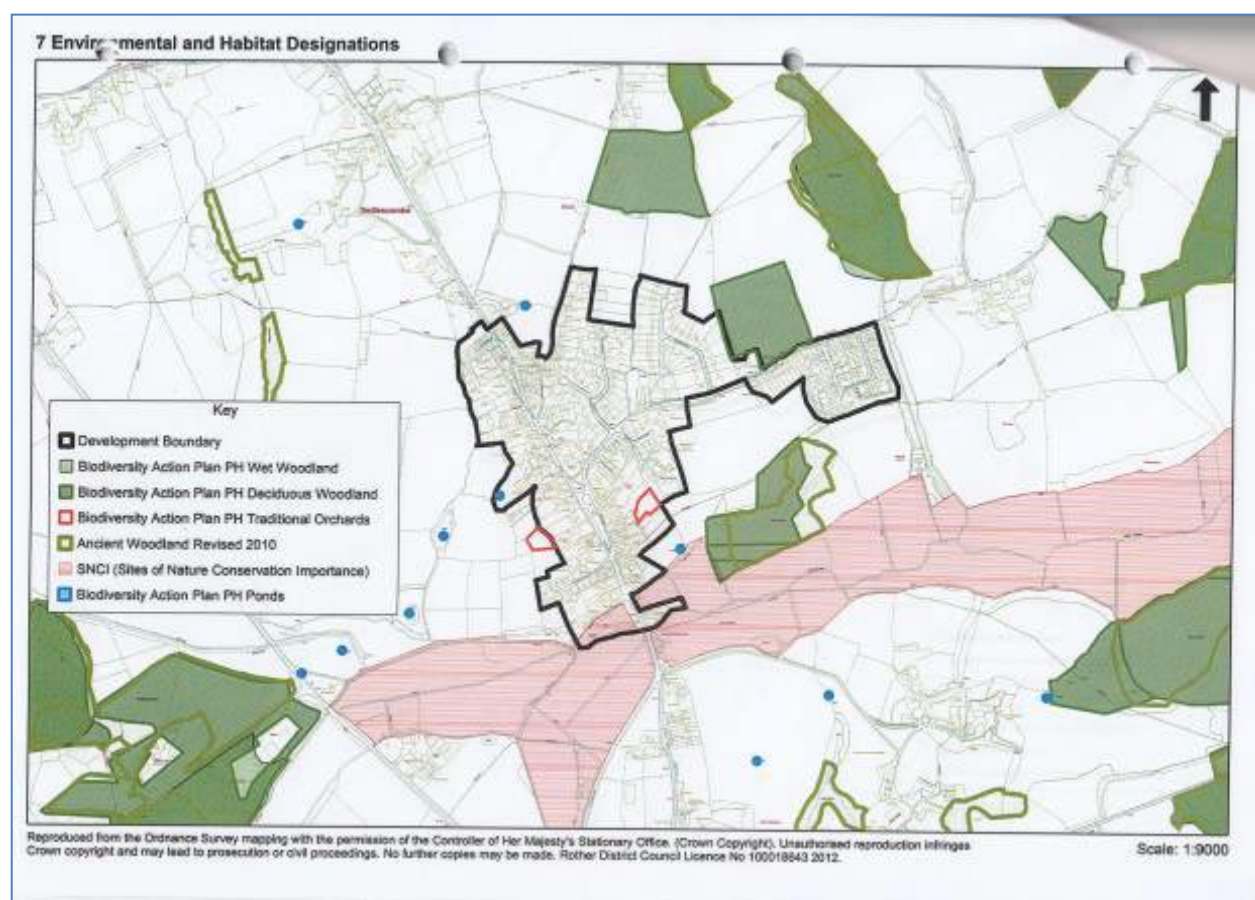 7 Environmental and Habitat Designations
Sedlescombe
Key
Development Boundary
Biodiversity Action Plan PH Wet Woodland
Biodiversity Action Plan PH Deciduous Woodland
Biodiversity Action Plan PH Traditional Orchards
Ancient Woodland Revised 2010
SNCI (Sites of Nature Conservation Importance)
Biodiversity Action Plan PH Ponds
Reproduced from the Ordnance Survey mapping with the permission of the Controller of Her Majesty's Stationary Office. (Crown Copyright). Unauthorised reproduction infringes
Crown copyright and may lead to prosecution or civil proceedings. No further copies may be made. Rother District Council Licence No 100018643 2012.
Scale: 1:9000